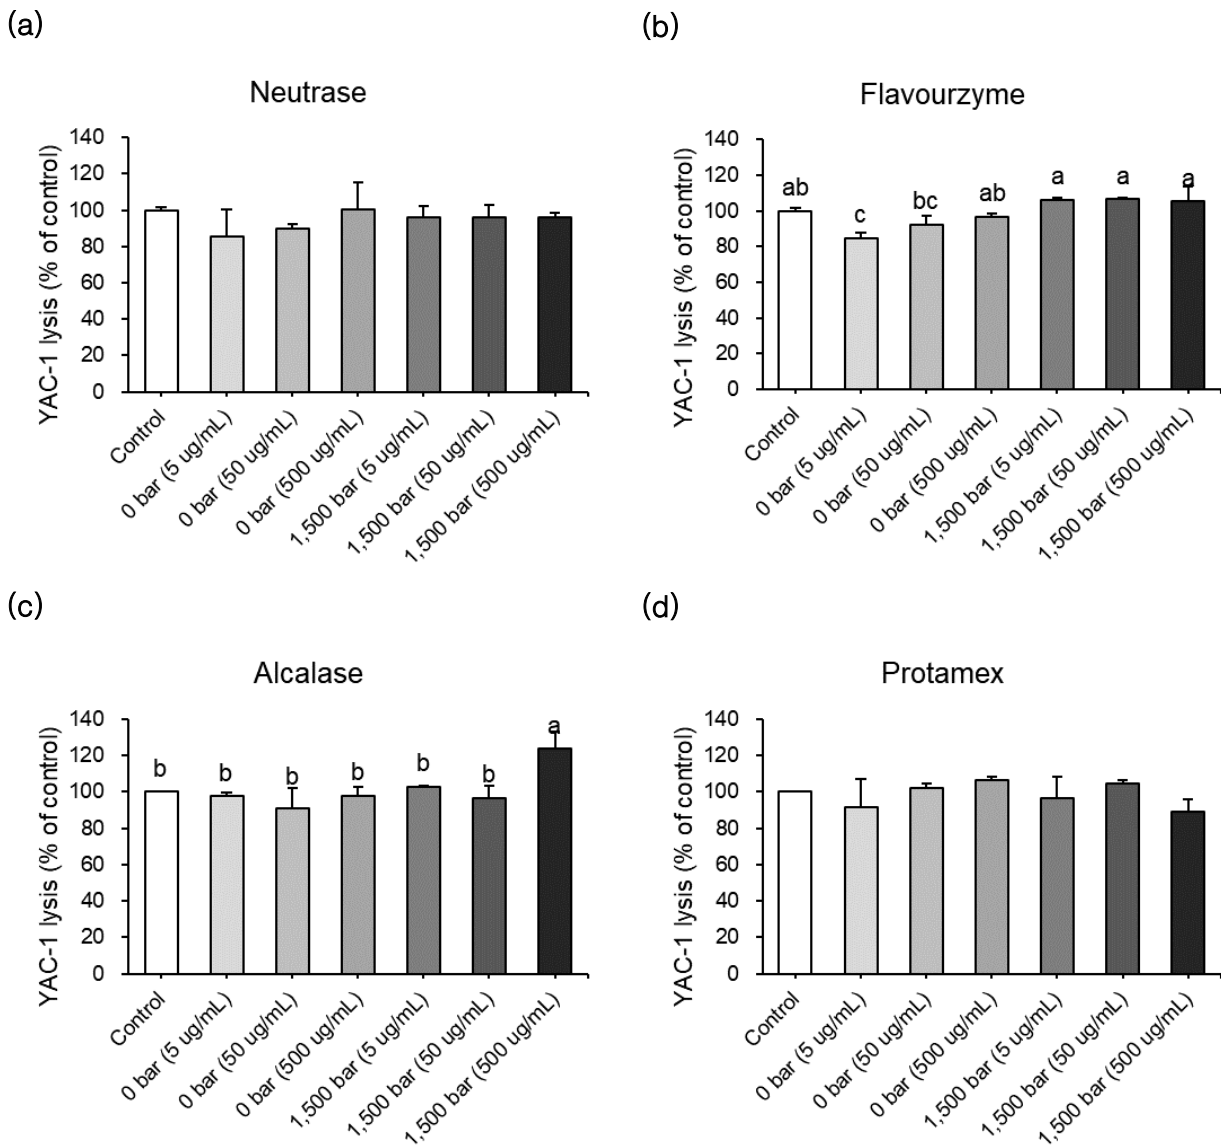 (a)
Neutrase
YAC-1 lysis (% of control)
140
120
100
80
60
40
20
0
Control
0 bar (5 ug/mL)
0 bar (50 ug/mL)
0 bar (500 ug/mL)
1,500 bar (5 ug/mL)
1,500 bar (50 ug/mL)
1,500 bar (500 ug/mL)
(b)
Flavourzyme
YAC-1 lysis (% of control)
140
120
100
80
60
40
20
0
ab
c
bc
ab
a
a
a
Control
0 bar (5 ug/mL)
0 bar (50 ug/mL)
0 bar (500 ug/mL)
1,500 bar (5 ug/mL)
1,500 bar (50 ug/mL)
1,500 bar (500 ug/mL)
(c)
Alcalase
YAC-1 lysis (% of control)
140
120
100
80
60
40
20
0
b
b
b
b
b
b
a
Control
0 bar (5 ug/mL)
0 bar (50 ug/mL)
0 bar (500 ug/mL)
1,500 bar (5 ug/mL)
1,500 bar (50 ug/mL)
1,500 bar (500 ug/mL)
(d)
Protamex
YAC-1 lysis (% of control)
140
120
100
80
60
40
20
0
Control
0 bar (5 ug/mL)
0 bar (50 ug/mL)
0 bar (500 ug/mL)
1,500 bar (5 ug/mL)
1,500 bar (50 ug/mL)
1,500 bar (500 ug/mL)